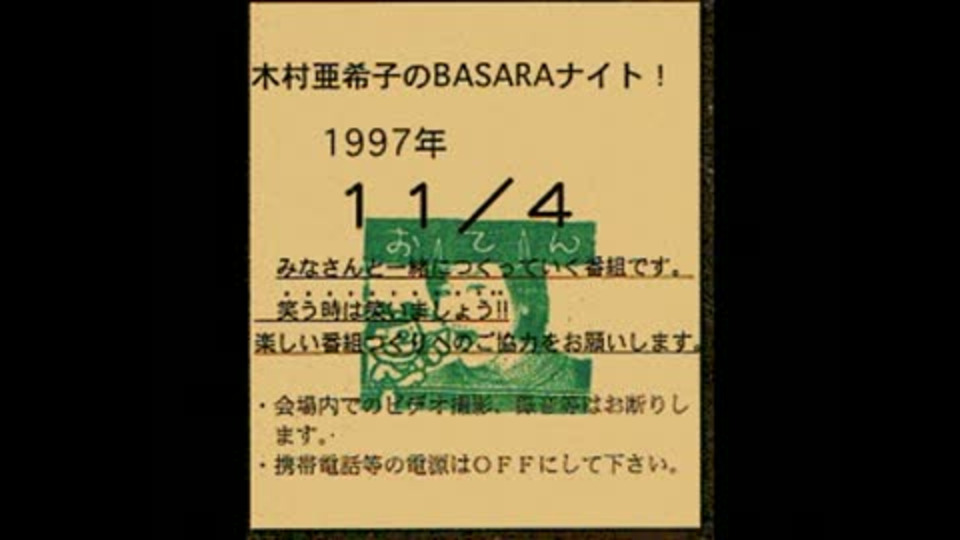 木村亜希子のBASARAナイト！
1997年
１１／４
おでん
みなさんと一緒につくっていく番組です。
笑う時は笑いましょう!!
楽しい番組づくりへのご協力をお願いします。
・会場内でのビデオ撮影、録音等はお断りし
ます。
・携帯電話等の電源はＯＦＦにして下さい。